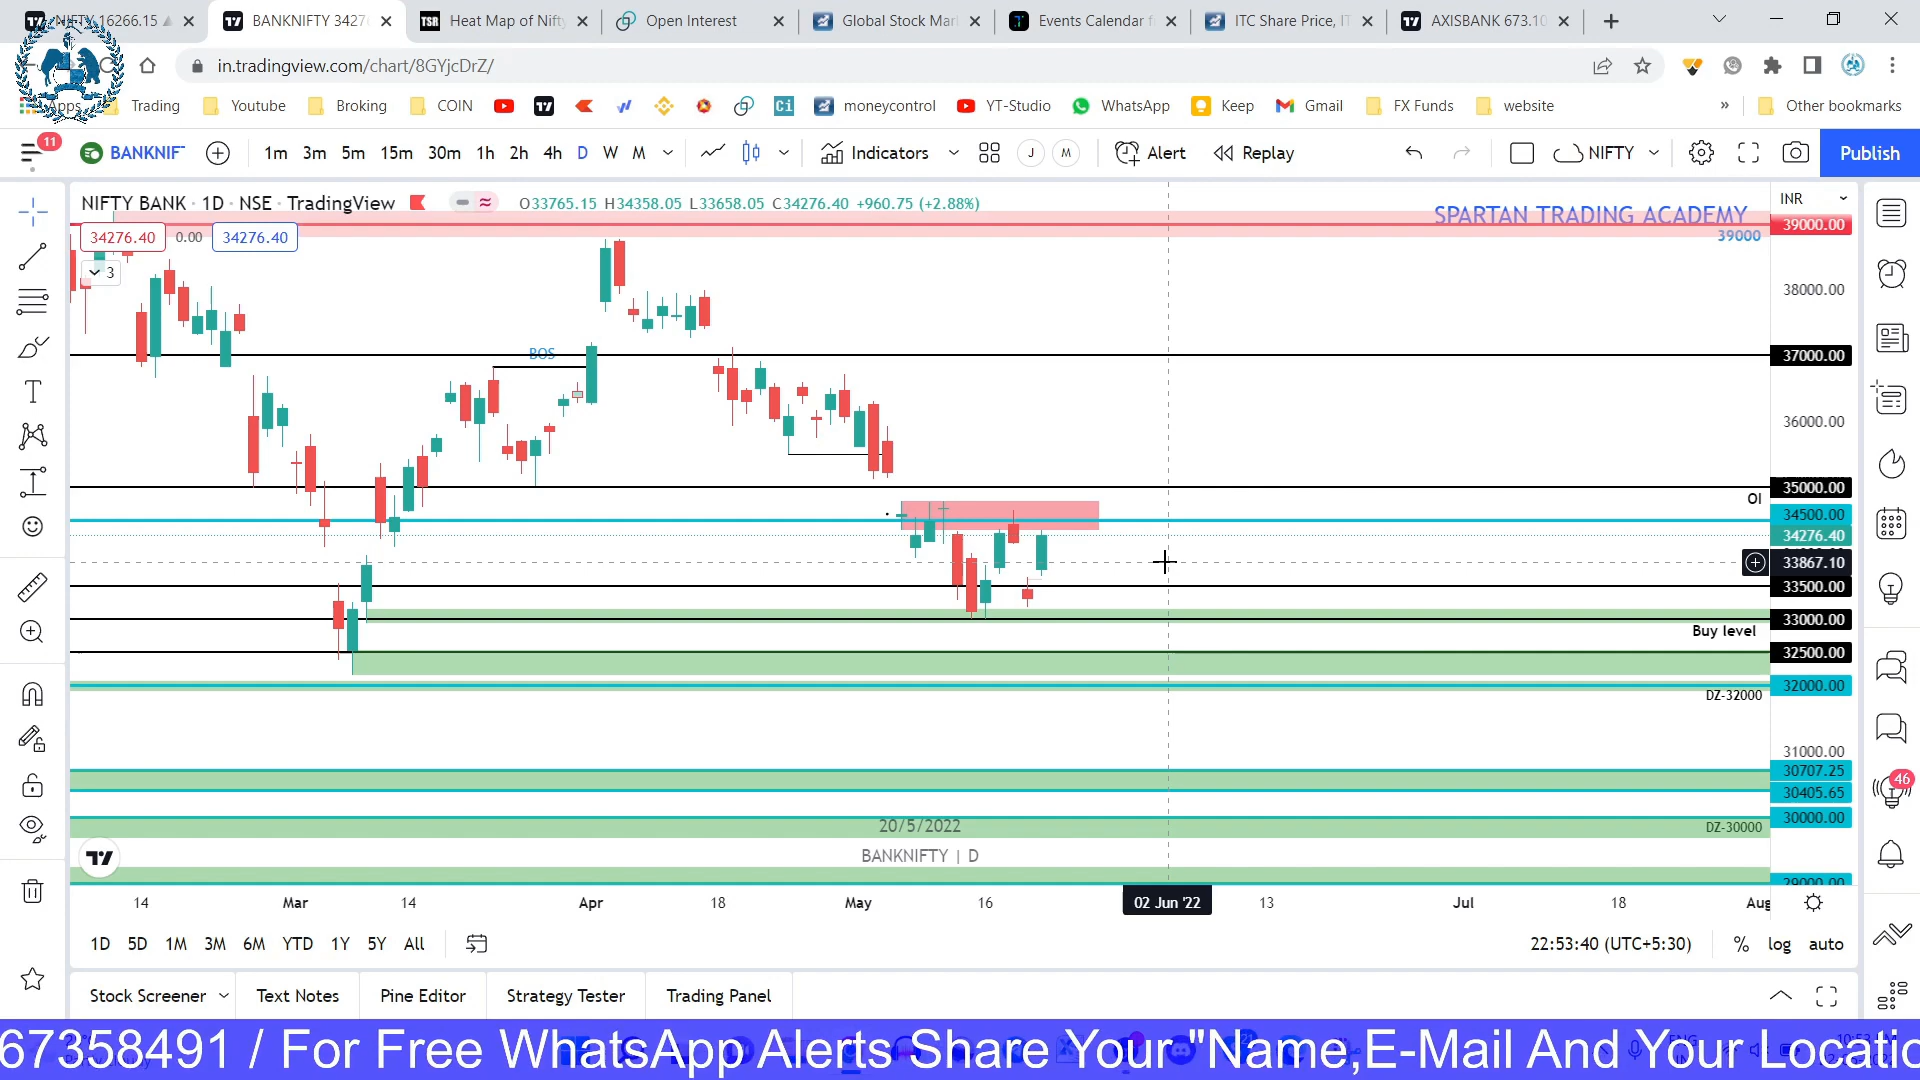 NIFTY 16266.15
BANKNIFTY 3427
TSR Heat Map of Nifty
Open Interest
Global Stock Mar
Events Calendar f
ITC Share Price, IT
AXISBANK 673.10
in.tradingview.com/chart/8GYjcDrZ/
Apps
Trading
Youtube
Broking
COIN
Ci
moneycontrol
YT-Studio
WhatsApp
Keep
Gmail
FX Funds
website
»
Other bookmarks
11
BANKNIF
1m 3m 5m 15m 30m 1h 2h 4h D W M
Indicators
J
M
Alert
Replay
NIFTY
Publish
NIFTY BANK · 1D · NSE · TradingView
O33765.15 H34358.05 L33658.05 C34276.40 +960.75 (+2.88%)
INR
SPARTAN TRADING ACADEMY
39000.00
39000
34276.40 0.00 34276.40
3
38000.00
BOS
37000.00
36000.00
35000.00
OI
34500.00
34276.40
33867.10
33500.00
33000.00
Buy level
32500.00
32000.00
DZ-32000
31000.00
30707.25
30405.65
30000.00
DZ-30000
20/5/2022
BANKNIFTY | D
29000.00
46
14 Mar 14 Apr 18 May 16 02 Jun '22 13 Jul 18 Aug
1D 5D 1M 3M 6M YTD 1Y 5Y All
22:53:40 (UTC+5:30)
% log auto
Stock Screener
Text Notes
Pine Editor
Strategy Tester
Trading Panel
67358491 / For Free WhatsApp Alerts Share Your "Name,E-Mail And Your Locatio